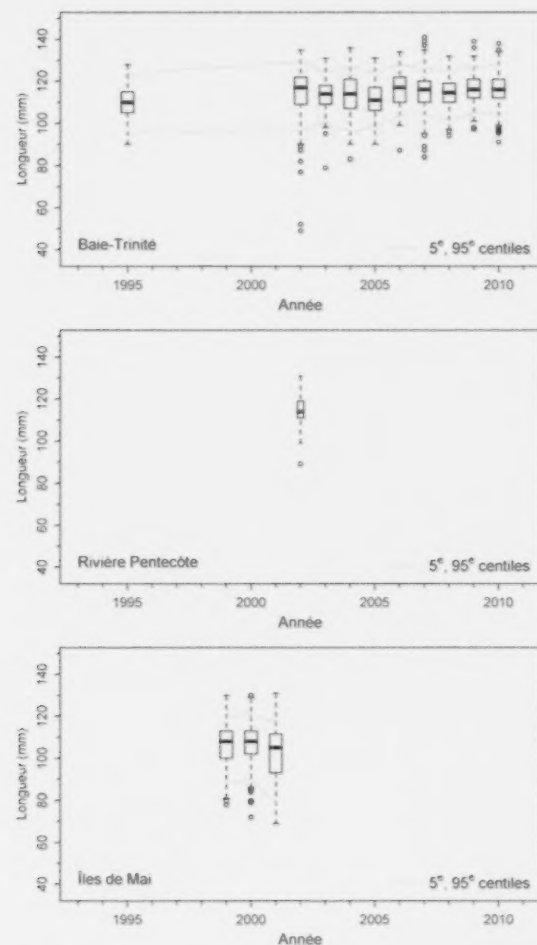 Longueur (mm)
140
120
100
80
60
40
Baie-Trinité
5e, 95e centiles
1995
2000
2005
2010
Année
Longueur (mm)
140
120
100
80
60
40
Rivière Pentecôte
5e, 95e centiles
1995
2000
2005
2010
Année
Longueur (mm)
140
120
100
80
60
40
Îles de Mai
5e, 95e centiles
1995
2000
2005
2010
Année